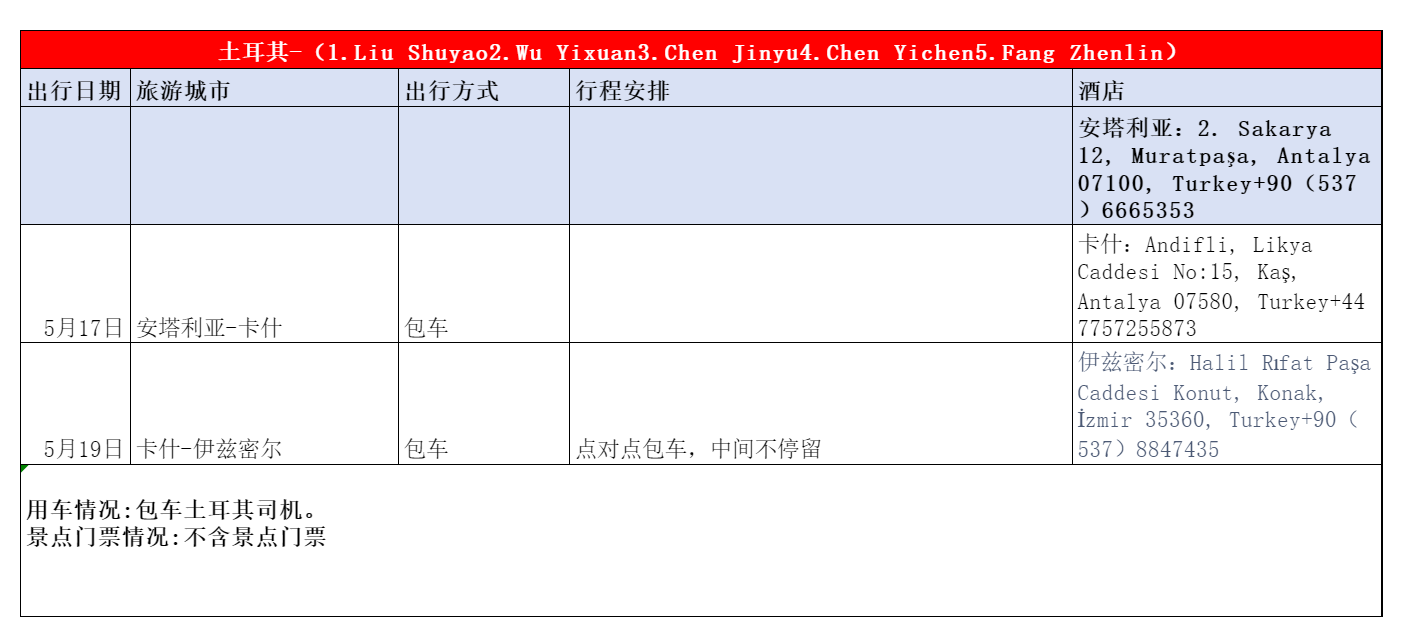 土耳其-（1.Liu Shuyao2.Wu Yixuan3.Chen Jinyu4.Chen Yichen5.Fang Zhenlin）
出行日期 旅游城市 出行方式 行程安排 酒店
安塔利亚：2. Sakarya
12, Muratpaşa, Antalya
07100, Turkey+90（537
）6665353
卡什：Andifli, Likya
Caddesi No:15, Kaş,
Antalya 07580, Turkey+44
5月17日 安塔利亚-卡什 包车 7757255873
伊兹密尔：Halil Rıfat Paşa
Caddesi Konut, Konak,
İzmir 35360, Turkey+90（
5月19日 卡什-伊兹密尔 包车 点对点包车，中间不停留 537）8847435
用车情况:包车土耳其司机。
景点门票情况:不含景点门票